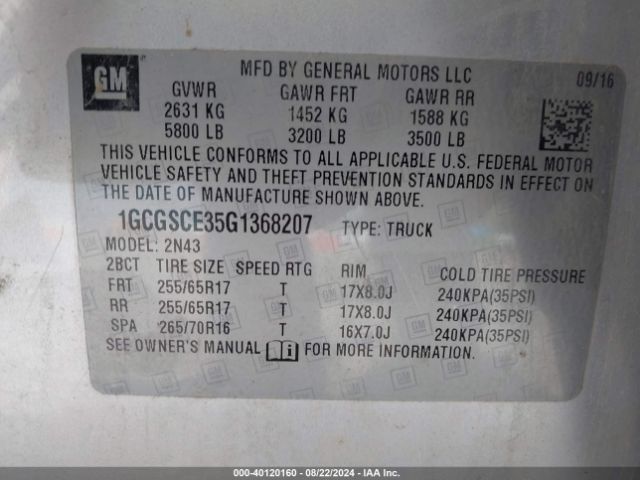 GM
MFD BY GENERAL MOTORS LLC
09/16
GVWR GAWR FRT GAWR RR
2631 KG 1452 KG 1588 KG
5800 LB 3200 LB 3500 LB
THIS VEHICLE CONFORMS TO ALL APPLICABLE U.S. FEDERAL MOTOR
VEHICLE SAFETY AND THEFT PREVENTION STANDARDS IN EFFECT ON
THE DATE OF MANUFACTURE SHOWN ABOVE.
1GCGSCE35G1368207 TYPE: TRUCK
MODEL: 2N43
2BCT TIRE SIZE SPEED RTG RIM COLD TIRE PRESSURE
FRT 255/65R17 T 17X8.0J 240KPA(35PSI)
RR 255/65R17 T 17X8.0J 240KPA(35PSI)
SPA 265/70R16 T 16X7.0J 240KPA(35PSI)
SEE OWNER'S MANUAL i FOR MORE INFORMATION.
000-40120160 - 08/22/2024 - IAA Inc.